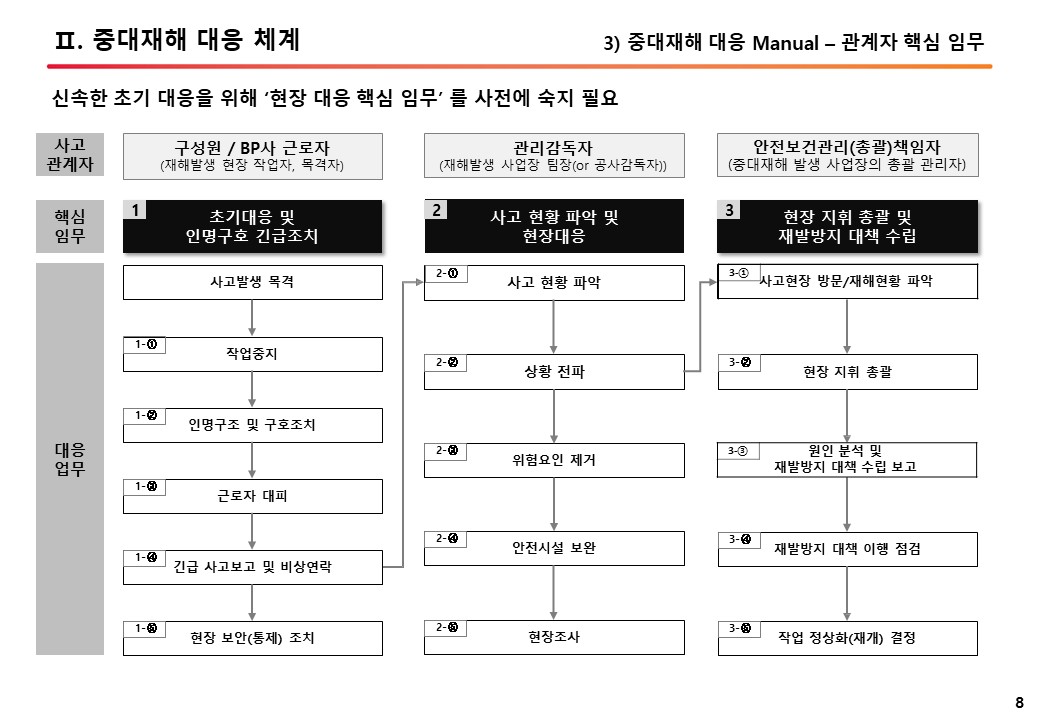 Ⅱ. 중대재해 대응 체계
3) 중대재해 대응 Manual – 관계자 핵심 임무
신속한 초기 대응을 위해 ‘현장 대응 핵심 임무’ 를 사전에 숙지 필요
사고
관계자
구성원 / BP사 근로자
(재해발생 현장 작업자, 목격자)
관리감독자
(재해발생 사업장 팀장(or 공사감독자))
안전보건관리(총괄)책임자
(중대재해 발생 사업장의 총괄 관리자)
핵심
임무
1
초기대응 및
인명구호 긴급조치
2
사고 현황 파악 및
현장대응
3
현장 지휘 총괄 및
재발방지 대책 수립
대응
업무
사고발생 목격
1-①
작업중지
1-②
인명구조 및 구호조치
1-③
근로자 대피
1-④
긴급 사고보고 및 비상연락
1-⑤
현장 보안(통제) 조치
2-①
사고 현황 파악
2-②
상황 전파
2-③
위험요인 제거
2-④
안전시설 보완
2-⑤
현장조사
3-①
사고현장 방문/재해현황 파악
3-②
현장 지휘 총괄
3-③
원인 분석 및
재발방지 대책 수립 보고
3-④
재발방지 대책 이행 점검
3-⑤
작업 정상화(재개) 결정
8